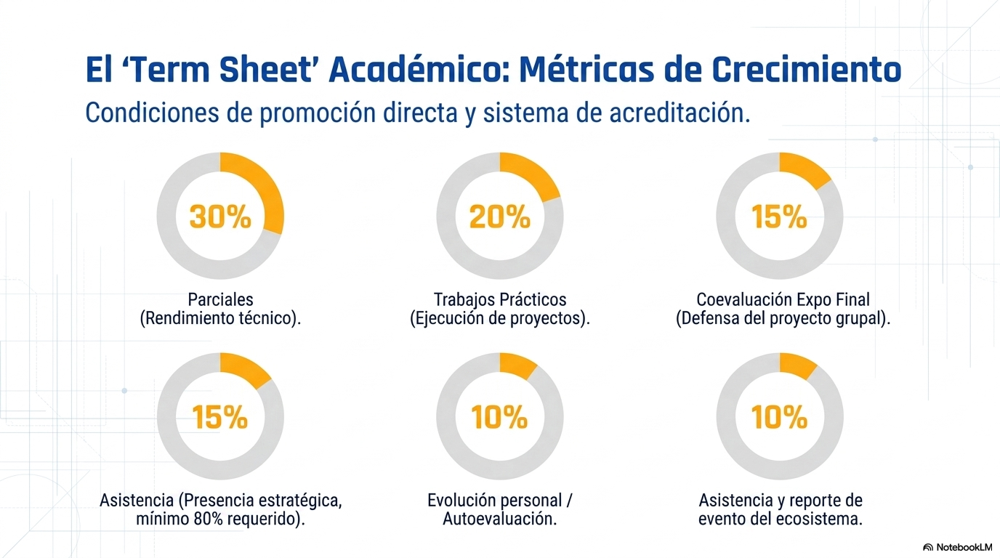 El ‘Term Sheet’ Académico: Métricas de Crecimiento
Condiciones de promoción directa y sistema de acreditación.
30%
Parciales
(Rendimiento técnico).
20%
Trabajos Prácticos
(Ejecución de proyectos).
15%
Coevaluación Expo Final
(Defensa del proyecto grupal).
15%
Asistencia (Presencia estratégica,
mínimo 80% requerido).
10%
Evolución personal /
Autoevaluación.
10%
Asistencia y reporte de
evento del ecosistema.
NotebookLM